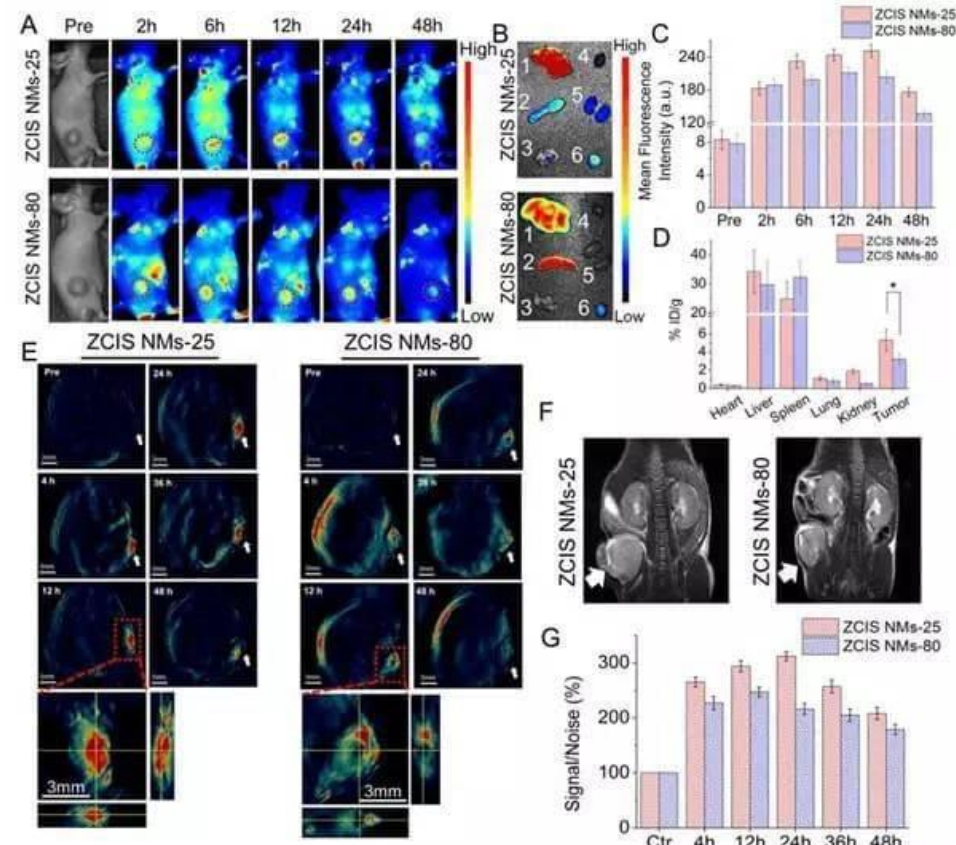 A
Pre 2h 6h 12h 24h 48h
ZCIS NMs-25
ZCIS NMs-80
High
Low
B
ZCIS NMs-25
1 4
2 5
3 6
ZCIS NMs-80
1 4
2 5
3 6
High
Low
C
ZCIS NMs-25
ZCIS NMs-80
Mean Fluorescence
Intensity (a.u.)
240
180
120
8
4
0
Pre 2h 6h 12h 24h 48h
D
ZCIS NMs-25
ZCIS NMs-80
*
% ID/g
40
30
20
6
4
2
0
Heart Liver Spleen Lung Kidney Tumor
E
ZCIS NMs-25
Pre 24 h
4 h 36 h
12 h 48 h
3mm
ZCIS NMs-80
Pre 24 h
4 h
12 h 48 h
3mm
F
ZCIS NMs-25
ZCIS NMs-80
G
ZCIS NMs-25
ZCIS NMs-80
Signal/Noise (%)
300
200
100
0
Ctr 4h 12h 24h 36h 48h